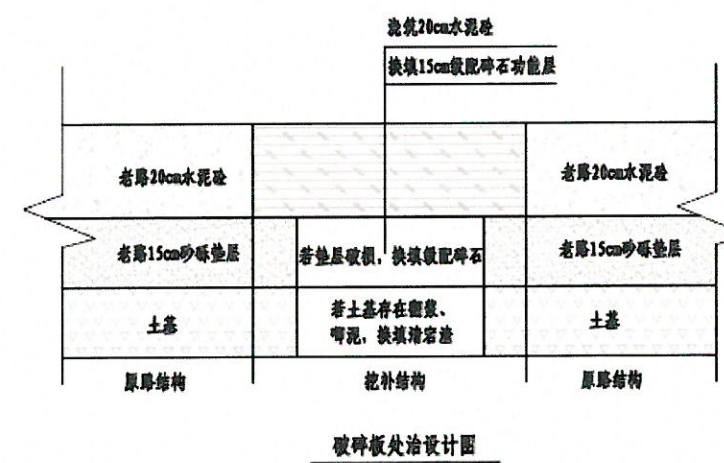 浇筑20cm水泥砼
换填15cm级配碎石功能层
老路20cm水泥砼
老路20cm水泥砼
老路15cm砂砾垫层
若垫层破损，换填级配碎石
老路15cm砂砾垫层
土基
若土基存在翻浆、
唧泥，换填清宕渣
土基
原路结构
挖补结构
原路结构
破碎板处治设计图